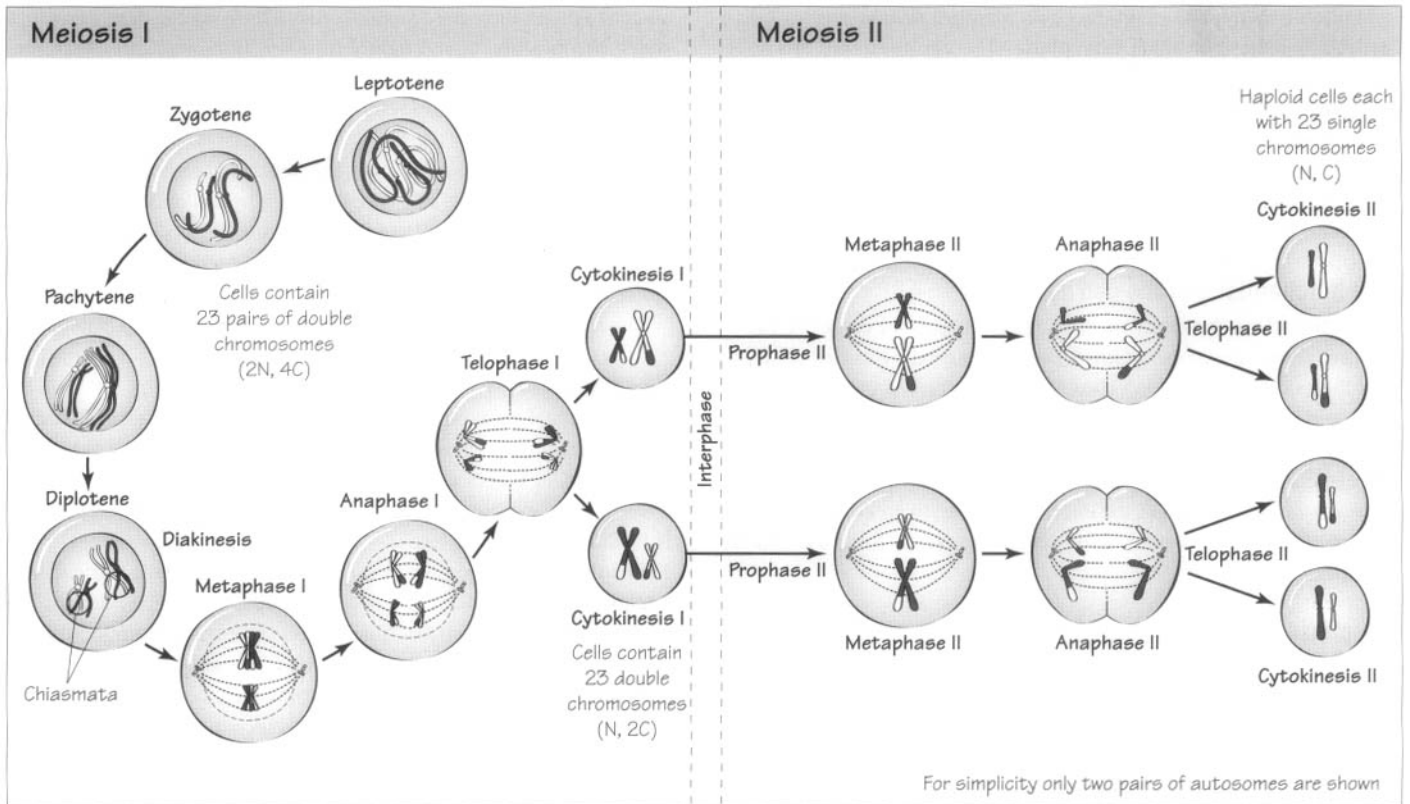 Meiosis I
Meiosis II
Leptotene
Zygotene
Pachytene
Cells contain
23 pairs of double
chromosomes
(2N, 4C)
Diplotene
Diakinesis
Chiasmata
Metaphase I
Anaphase I
Telophase I
Cytokinesis I
Cytokinesis I
Cells contain
23 double
chromosomes
(N, 2C)
Interphase
Prophase II
Prophase II
Metaphase II
Metaphase II
Anaphase II
Anaphase II
Telophase II
Telophase II
Haploid cells each
with 23 single
chromosomes
(N, C)
Cytokinesis II
Cytokinesis II
For simplicity only two pairs of autosomes are shown